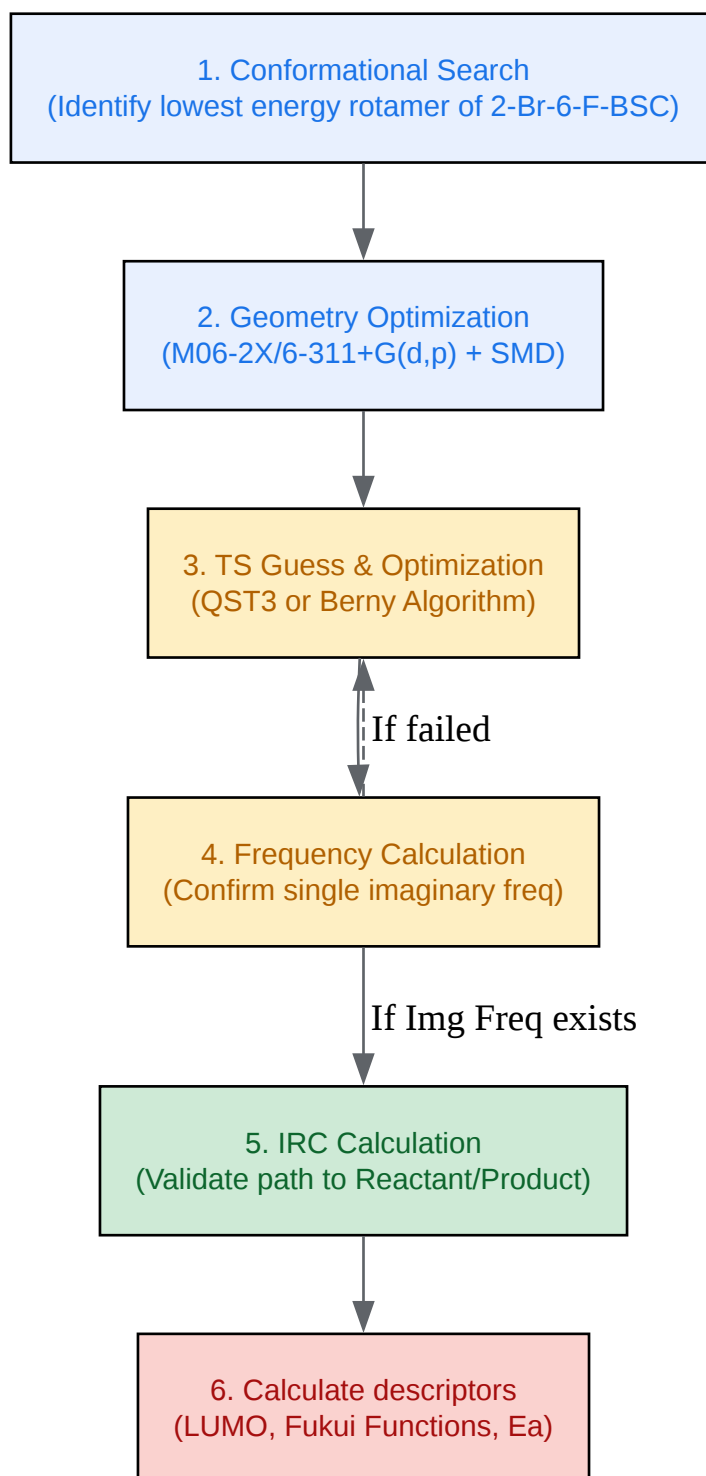 1. Conformational Search
(Identify lowest energy rotamer of 2-Br-6-F-BSC)
2. Geometry Optimization
(M06-2X/6-311+G(d,p) + SMD)
3. TS Guess & Optimization
(QST3 or Berny Algorithm)
If failed
4. Frequency Calculation
(Confirm single imaginary freq)
If Img Freq exists
5. IRC Calculation
(Validate path to Reactant/Product)
6. Calculate descriptors
(LUMO, Fukui Functions, Ea)